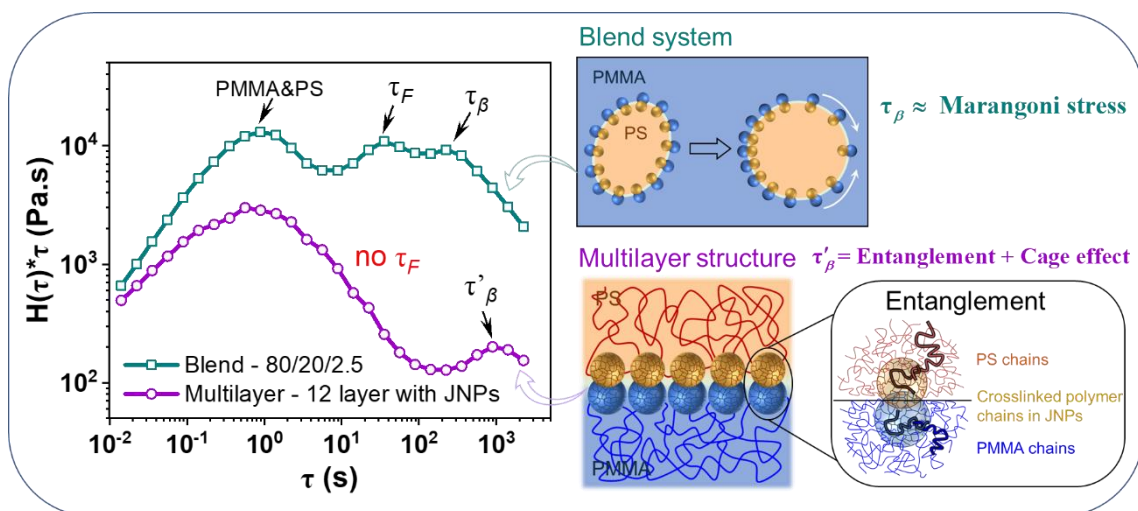 H(τ)*τ (Pa.s)
10⁴
10³
10²
PMMA&PS
τF
τβ
no τF
τ'β
Blend - 80/20/2.5
Multilayer - 12 layer with JNPs
10⁻² 10⁻¹ 10⁰ 10¹ 10² 10³
τ (s)
Blend system
PMMA
PS
τβ ≈ Marangoni stress
Multilayer structure
τ′β = Entanglement + Cage effect
PS
PMMA
Entanglement
PS chains
Crosslinked polymer
chains in JNPs
PMMA chains